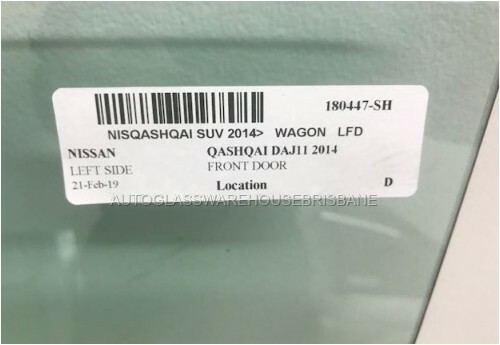 180447-SH
NISQASHQAI SUV 2014> WAGON LFD
NISSAN QASHQAI DAJ11 2014
LEFT SIDE FRONT DOOR
21-Feb-19 Location D
AUTOGLASSWAREHOUSEBRISBANE